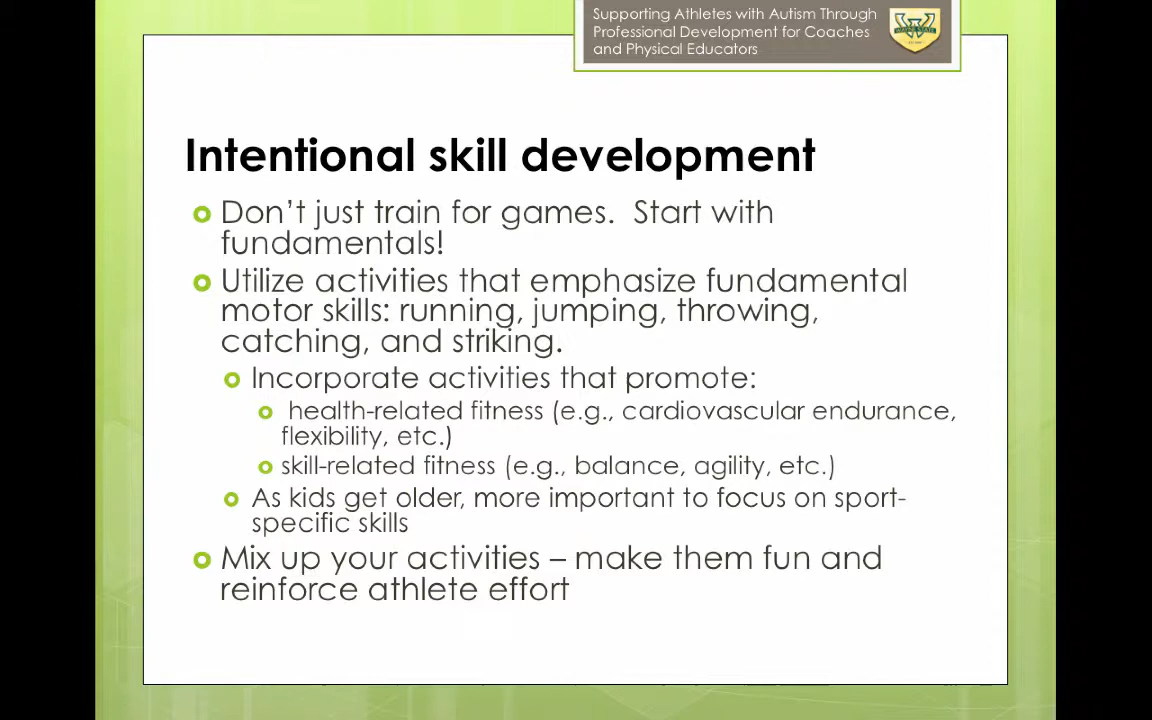 Supporting Athletes with Autism Through
Professional Development for Coaches
and Physical Educators
WAYNE STATE
Intentional skill development
Don't just train for games.  Start with
fundamentals!
Utilize activities that emphasize fundamental
motor skills: running, jumping, throwing,
catching, and striking.
Incorporate activities that promote:
health-related fitness (e.g., cardiovascular endurance,
flexibility, etc.)
skill-related fitness (e.g., balance, agility, etc.)
As kids get older, more important to focus on sport-
specific skills
Mix up your activities – make them fun and
reinforce athlete effort